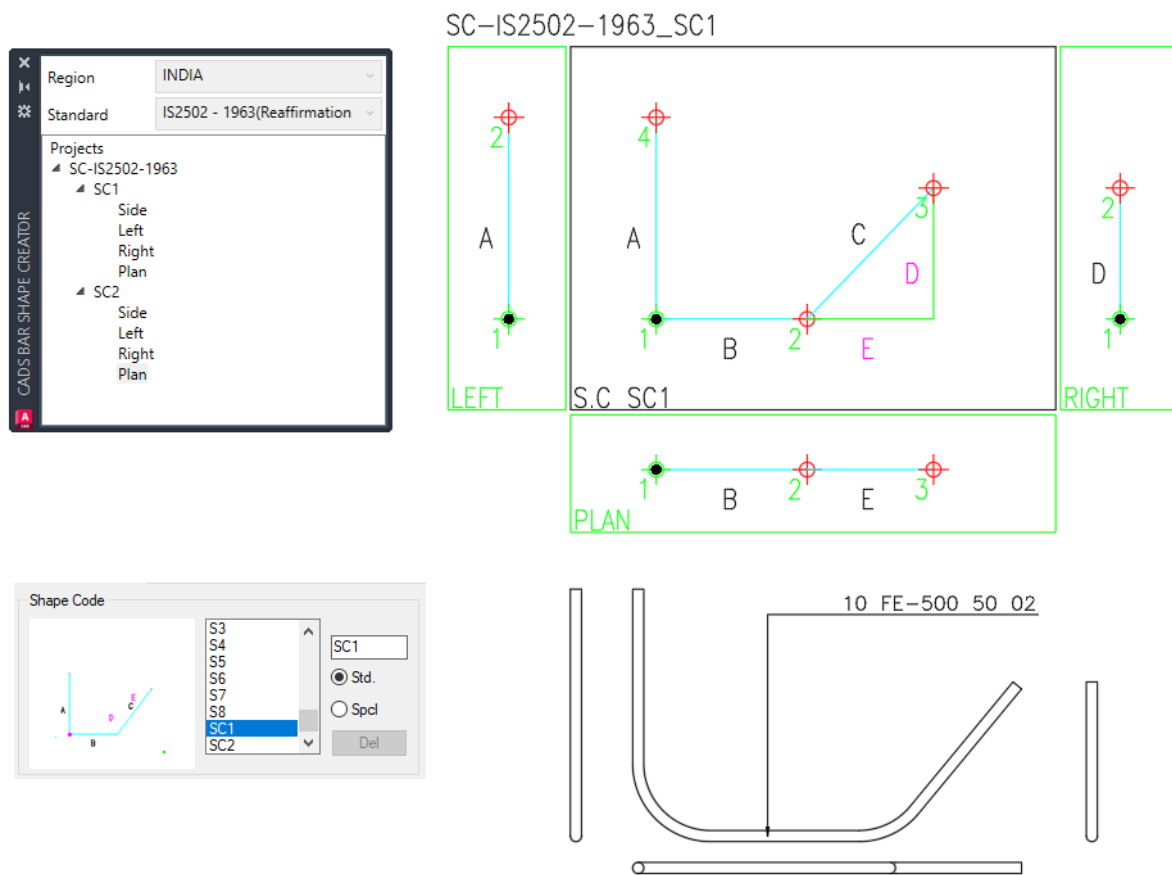 SC-IS2502-1963_SC1
Region INDIA
Standard IS2502 - 1963(Reaffirmation
Projects
SC-IS2502-1963
SC1
Side
Left
Right
Plan
SC2
Side
Left
Right
Plan
CADS BAR SHAPE CREATOR
A
CAD
2
A
1
LEFT
4
A
1
B
2
C
3
D
E
S.C SC1
2
D
1
RIGHT
1
B
2
E
3
PLAN
Shape Code
A
B
D
E
C
S3
S4
S5
S6
S7
S8
SC1
SC2
SC1
Std.
Spcl
Del
10 FE-500 50 02